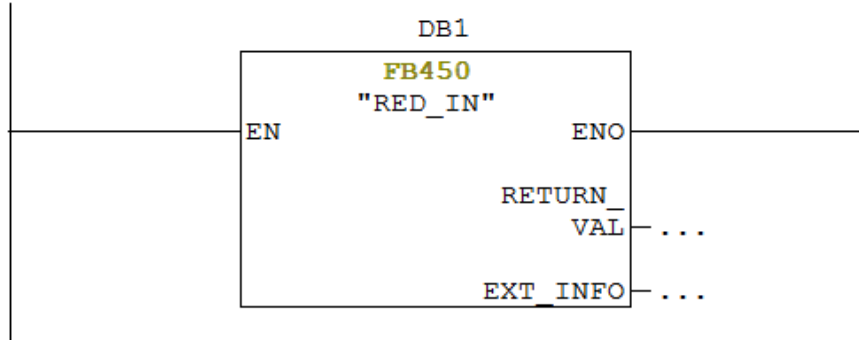 DB1
FB450
"RED_IN"
EN ENO
RETURN_
VAL ...
EXT_INFO ...